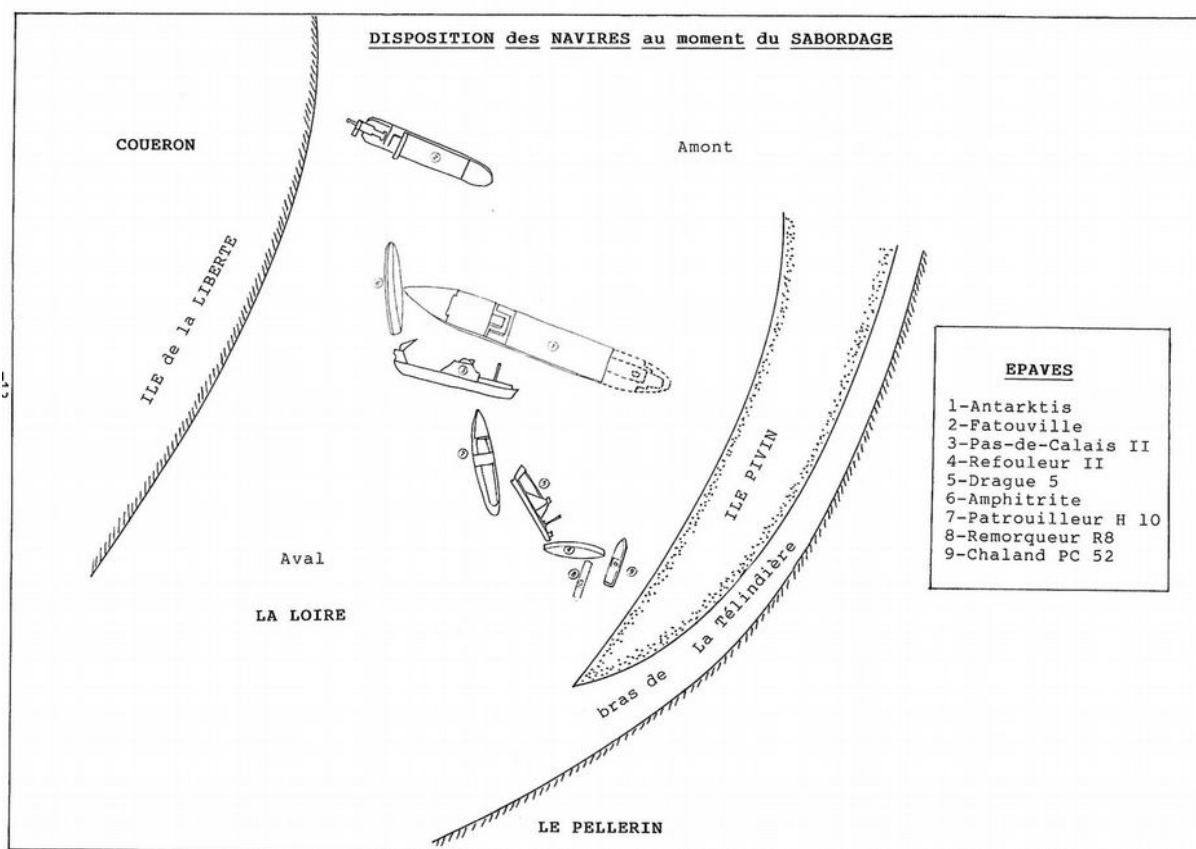 DISPOSITION des NAVIRES au moment du SABORDAGE
COUERON
Amont
ILE de la LIBERTE
ILE PIVIN
EPAVES
1-Antarktis
2-Fatouville
3-Pas-de-Calais II
4-Refouleur II
5-Drague 5
6-Amphitrite
7-Patrouilleur H 10
8-Remorqueur R8
9-Chaland PC 52
Aval
LA LOIRE
bras de La Télindière
LE PELLERIN